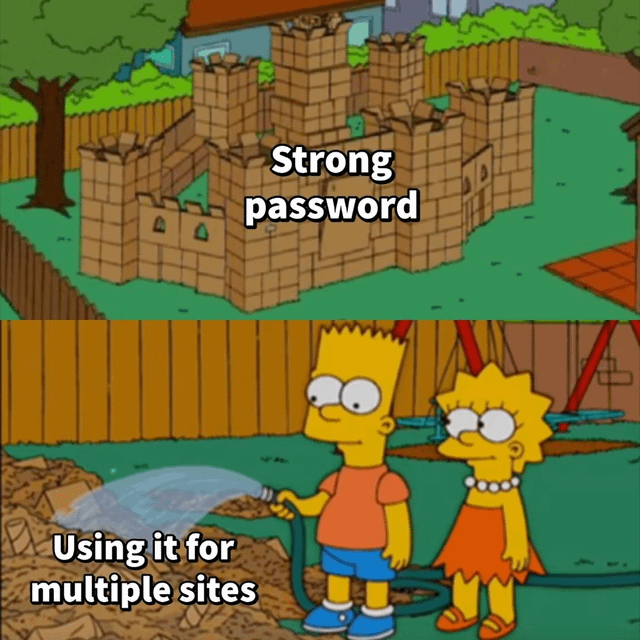 Strong
password
Using it for
multiple sites